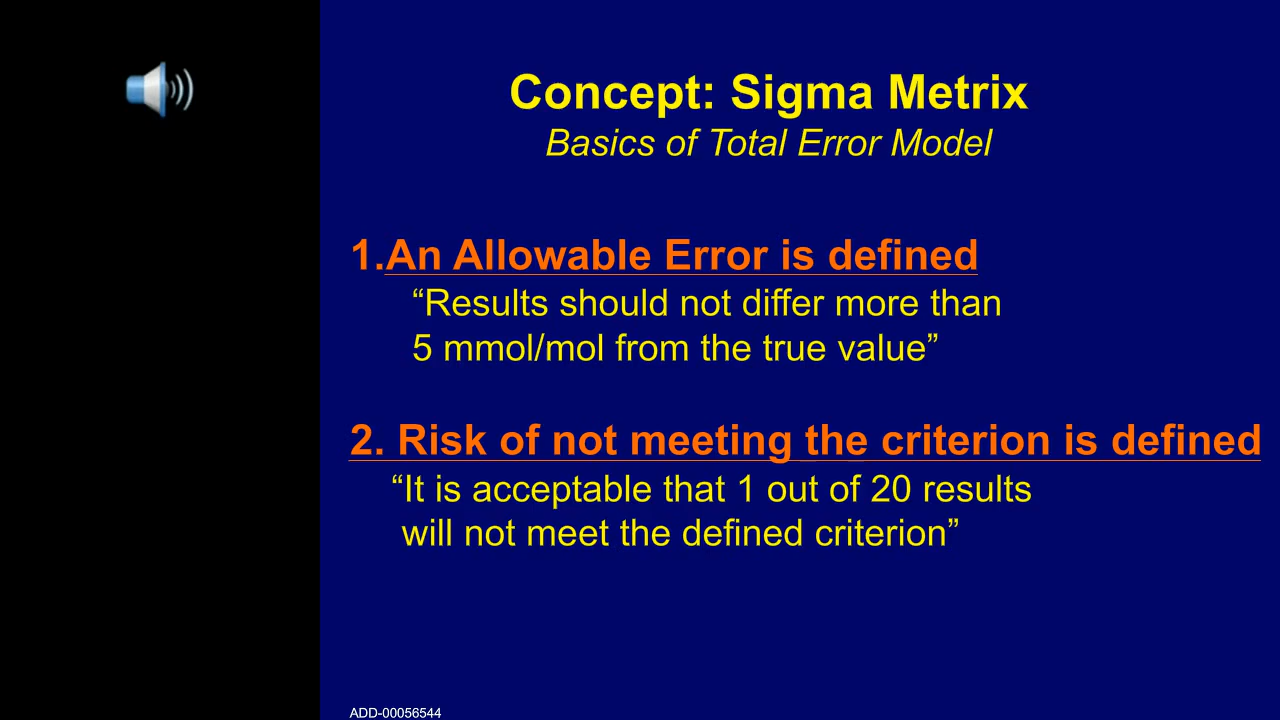 Concept: Sigma Metrix
Basics of Total Error Model
1.An Allowable Error is defined
“Results should not differ more than
5 mmol/mol from the true value”
2. Risk of not meeting the criterion is defined
“It is acceptable that 1 out of 20 results
will not meet the defined criterion”
ADD-00056544